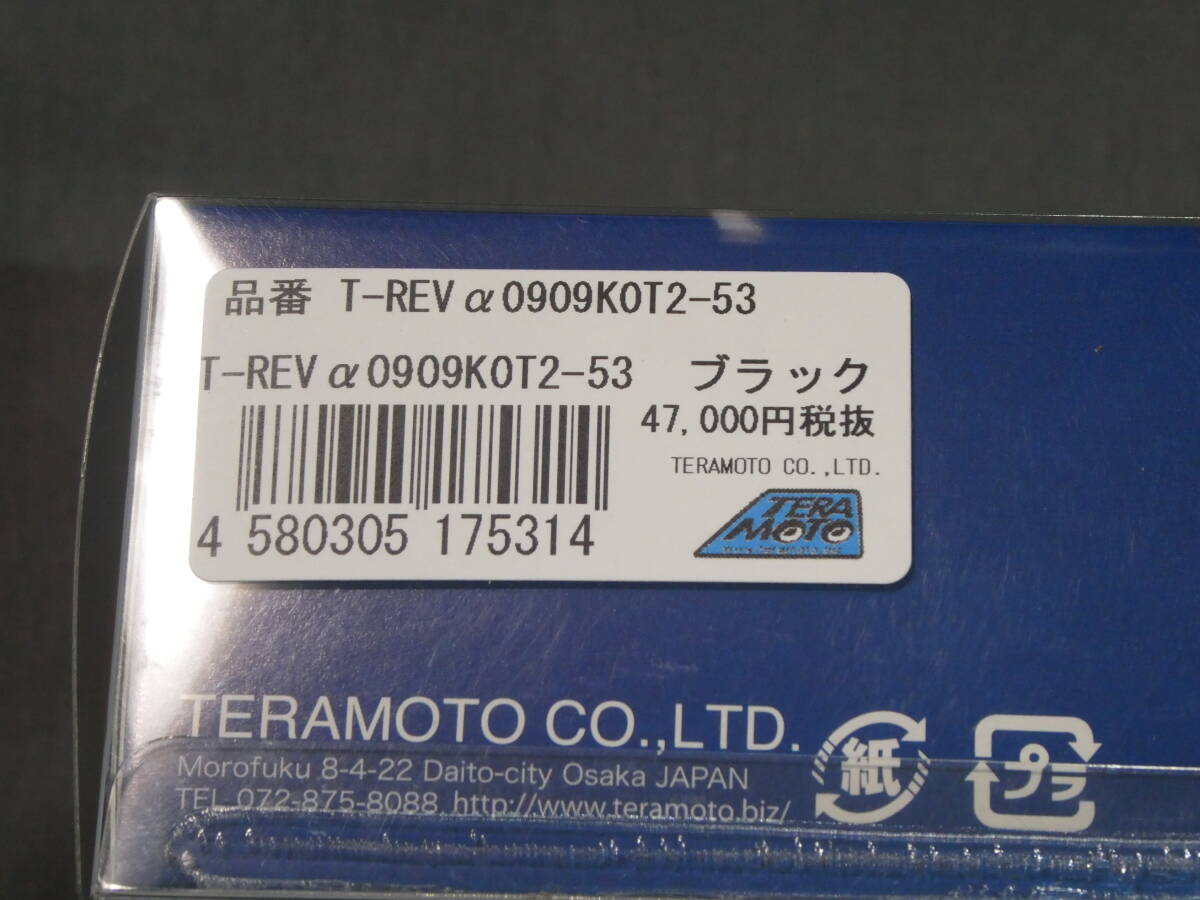 品番 T-REVα0909K0T2-53
T-REVα0909K0T2-53 ブラック
47,000円税抜
TERAMOTO CO.,LTD.
4 580305 175314
TERA
MOTO
TERAMOTO CO.,LTD.
Morofuku 8-4-22 Daito-city Osaka JAPAN
TEL 072-875-8088 http://www.teramoto.biz/
紙
プラ